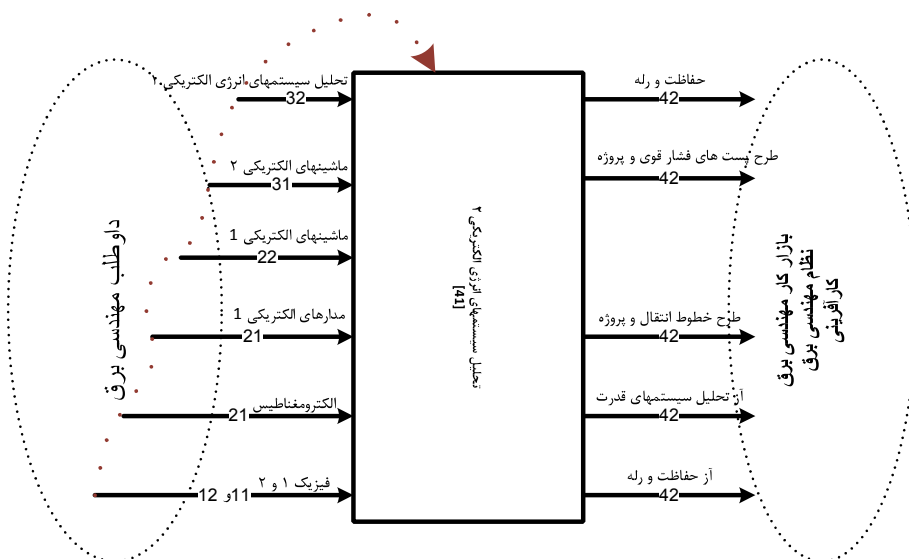 تحلیل سیستمهای انرژی الکتریکی ۱
32
ماشینهای الکتریکی ۲
31
ماشینهای الکتریکی 1
22
مدارهای الکتریکی 1
21
الکترومغناطیس
21
فیزیک ۱ و ۲
11و 12
داوطلب مهندسی برق
تحلیل سیستمهای انرژی الکتریکی ۲
[41]
حفاظت و رله
42
طرح پست های فشار قوی و پروژه
42
طرح خطوط انتقال و پروژه
42
آز تحلیل سیستمهای قدرت
42
آز حفاظت و رله
42
بازار کار مهندسی برق
نظام مهندسی برق
کارآفرینی